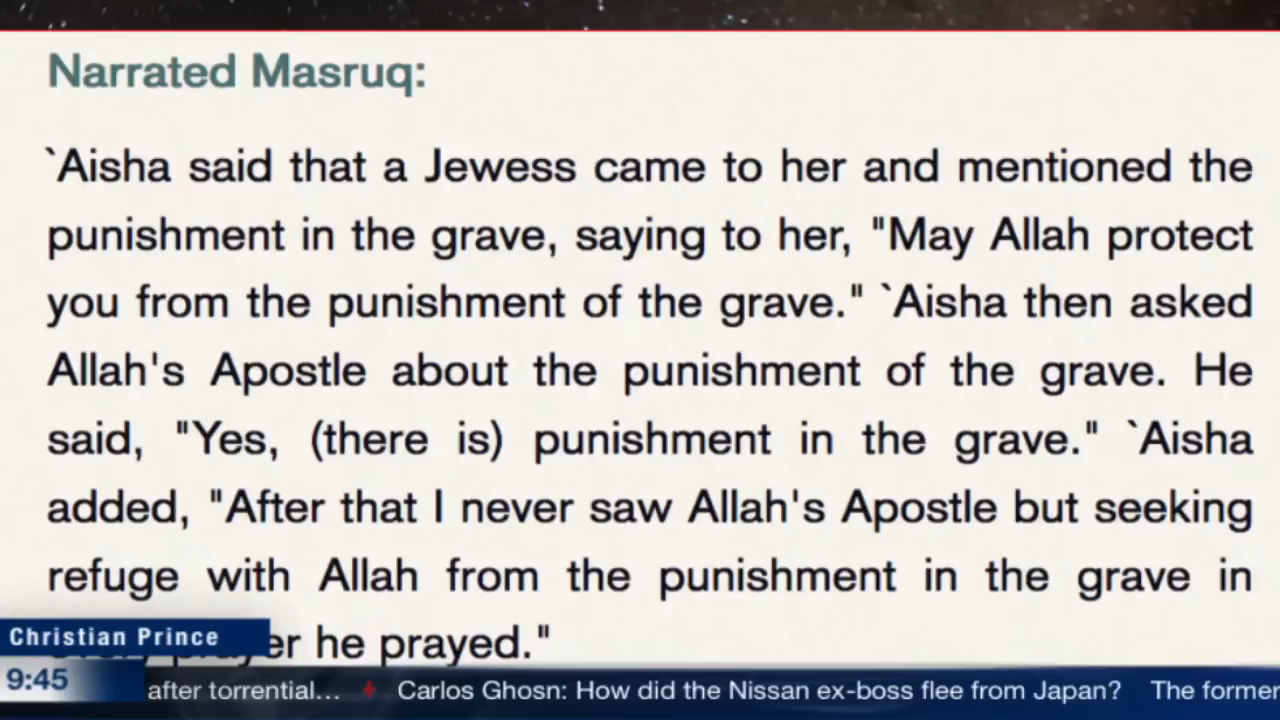 Narrated Masruq:
`Aisha said that a Jewess came to her and mentioned the
punishment in the grave, saying to her, "May Allah protect
you from the punishment of the grave." `Aisha then asked
Allah's Apostle about the punishment of the grave. He
said, "Yes, (there is) punishment in the grave." `Aisha
added, "After that I never saw Allah's Apostle but seeking
refuge with Allah from the punishment in the grave in
prayer he prayed."
Christian Prince
9:45
after torrential... Carlos Ghosn: How did the Nissan ex-boss flee from Japan? The former